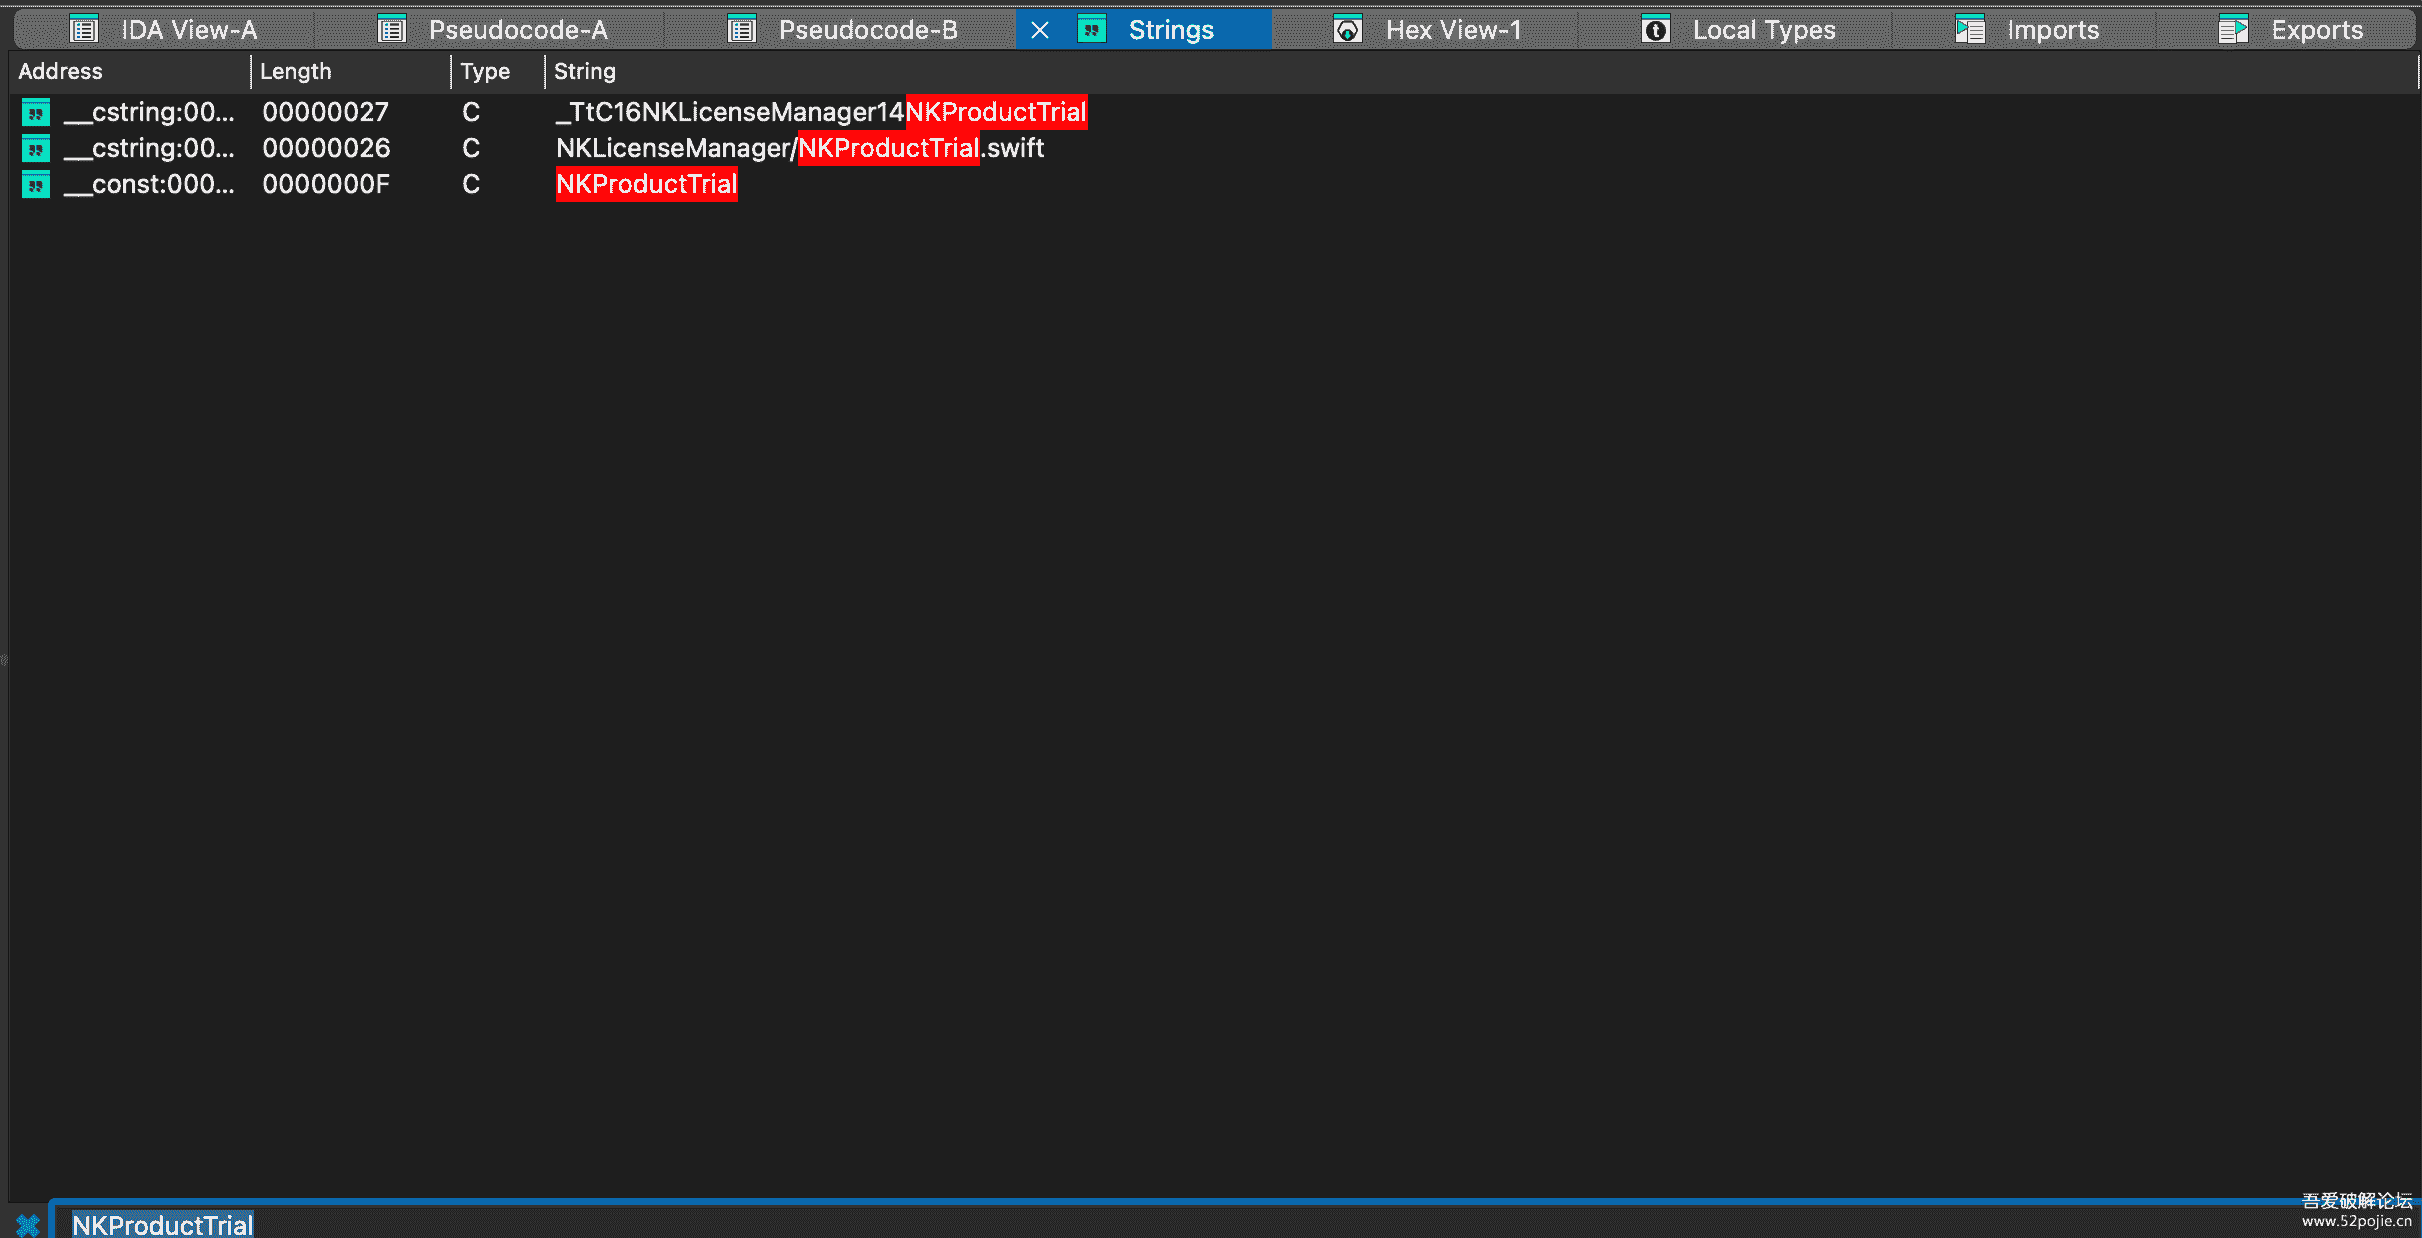 IDA View-A Pseudocode-A Pseudocode-B Strings Hex View-1 Local Types Imports Exports
Address Length Type String
__cstring:00... 00000027 C _TtC16NKLicenseManager14NKProductTrial
__cstring:00... 00000026 C NKLicenseManager/NKProductTrial.swift
__const:000... 0000000F C NKProductTrial
NKProductTrial
吾爱破解论坛
www.52pojie.cn